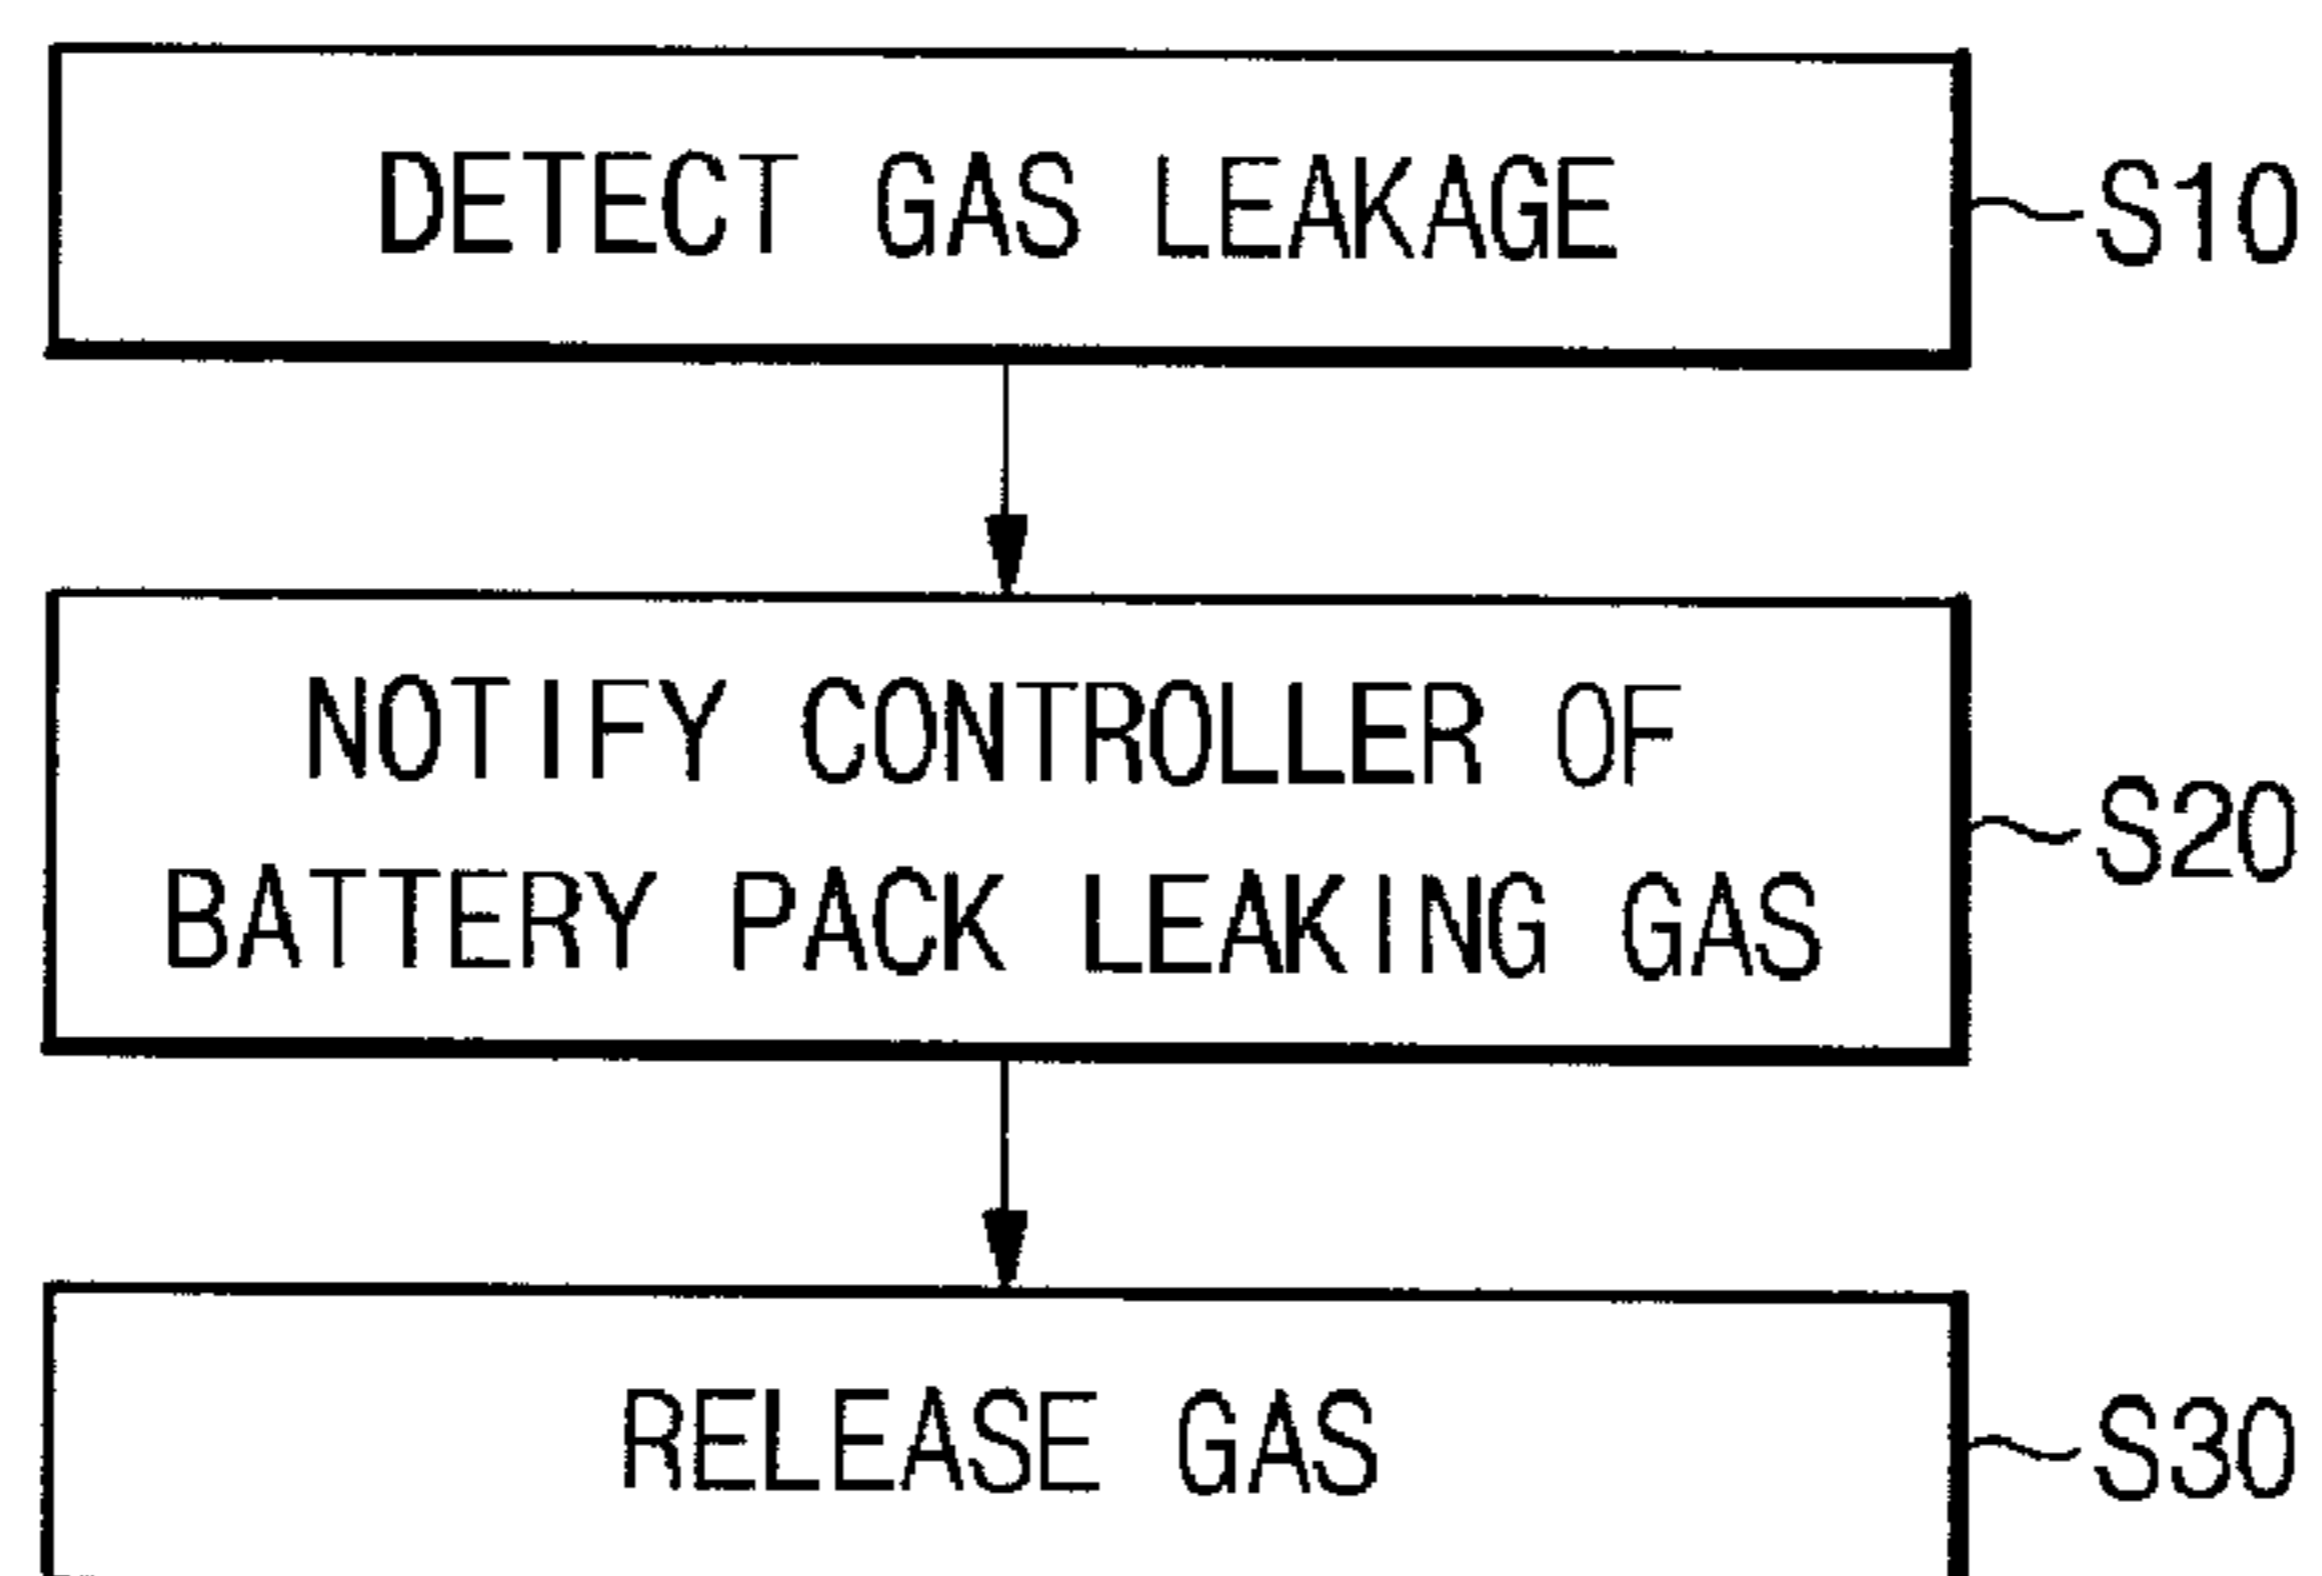 DETECT GAS LEAKAGE
S10
NOTIFY CONTROLLER OF
BATTERY PACK LEAKING GAS
S20
RELEASE GAS
S30